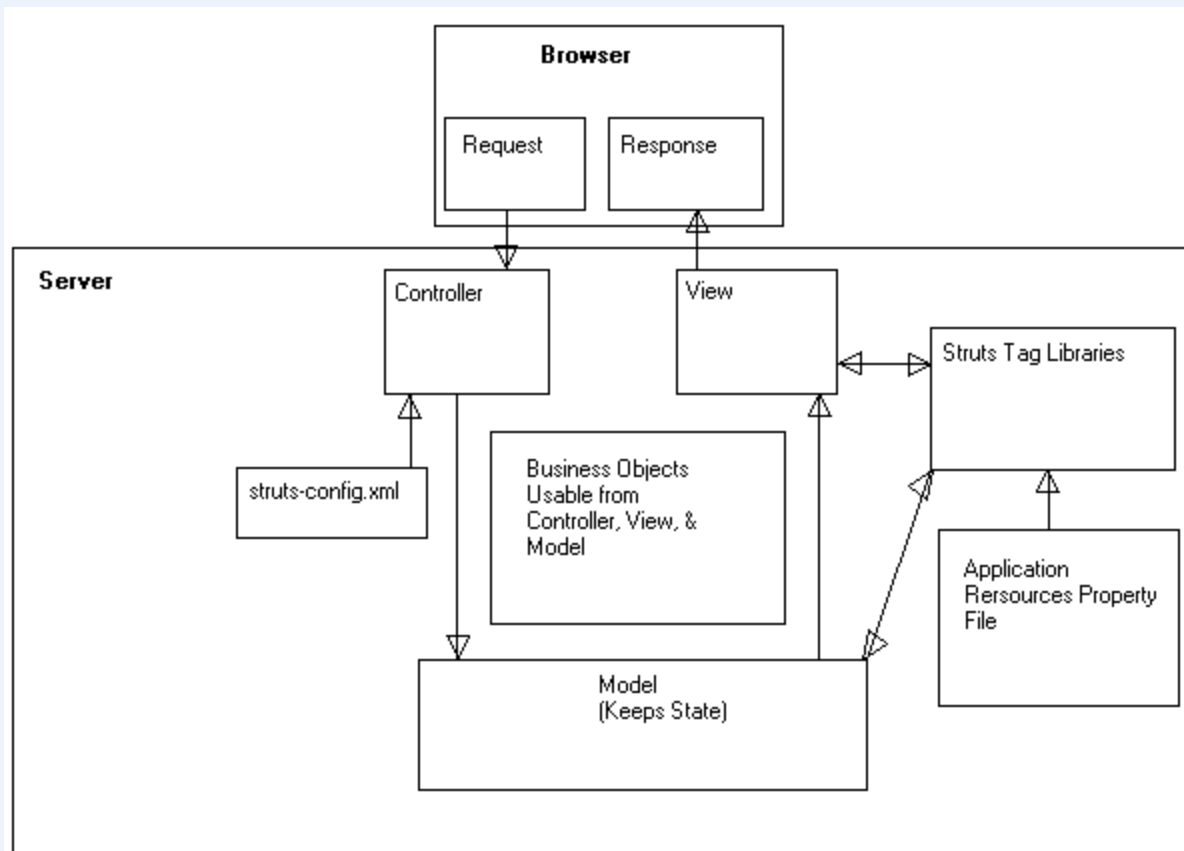 Browser
Request
Response
Server
Controller
View
Struts Tag Libraries
struts-config.xml
Business Objects
Usable from
Controller, View, &
Model
Application
Rersources Property
File
Model
(Keeps State)